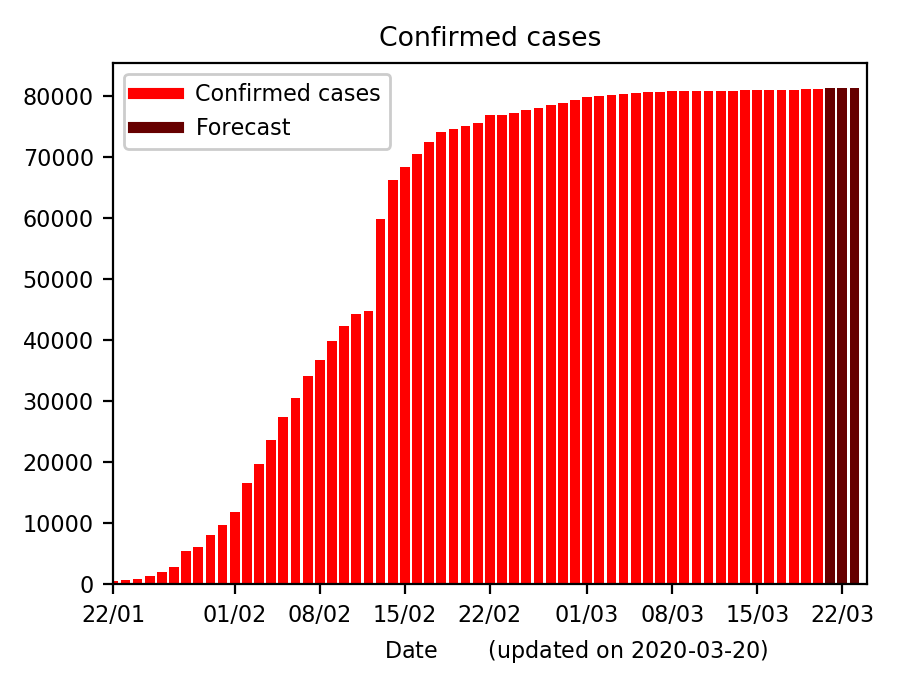 Confirmed cases
Confirmed cases
Forecast
80000
70000
60000
50000
40000
30000
20000
10000
0
22/01 01/02 08/02 15/02 22/02 01/03 08/03 15/03 22/03
Date (updated on 2020-03-20)